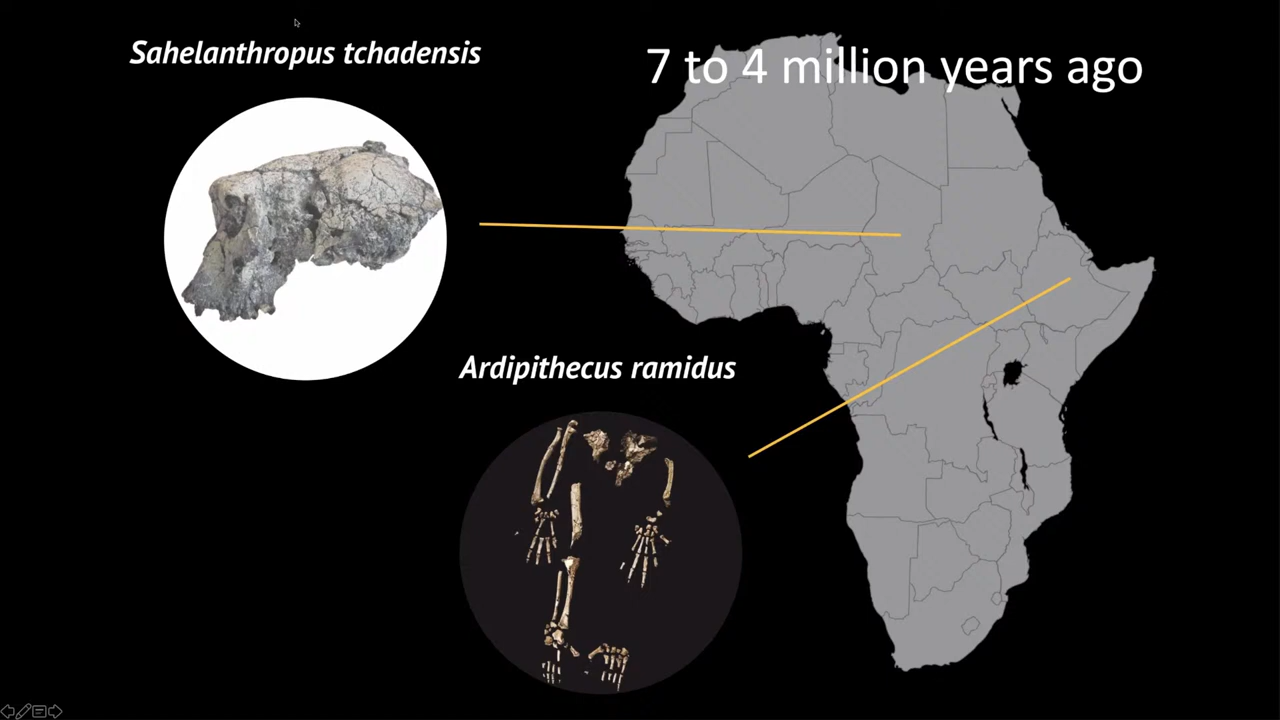 Sahelanthropus tchadensis
7 to 4 million years ago
Ardipithecus ramidus